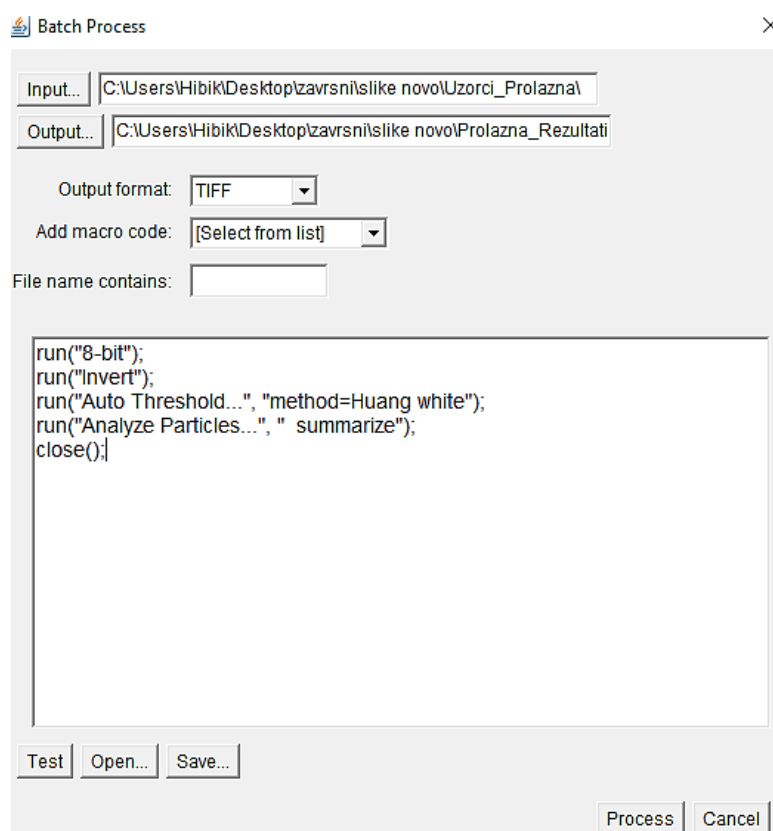 Batch Process
Input... C:\Users\Hibik\Desktop\zavrsni\slike novo\Uzorci_Prolazna\
Output... C:\Users\Hibik\Desktop\zavrsni\slike novo\Prolazna_Rezultati
Output format: TIFF
Add macro code: [Select from list]
File name contains:
run("8-bit");
run("Invert");
run("Auto Threshold...", "method=Huang white");
run("Analyze Particles...", "  summarize");
close();
Test Open... Save...
Process Cancel